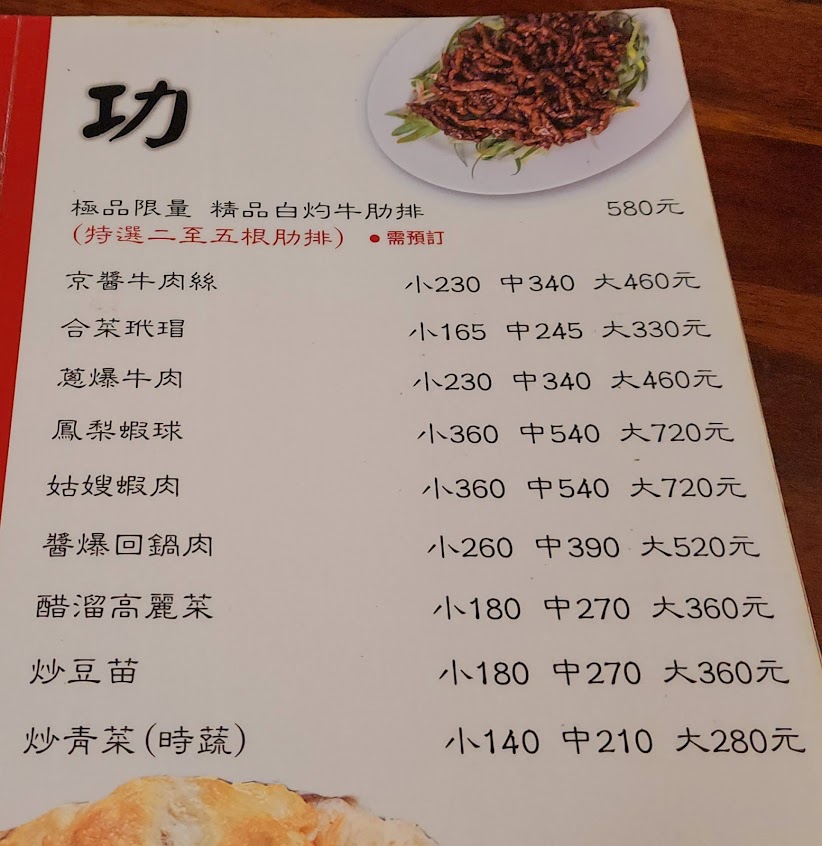 功
極品限量 精品白灼牛肋排 580元
(特選二至五根肋排) ●需預訂
京醬牛肉絲 小230 中340 大460元
合菜玳瑁 小165 中245 大330元
蔥爆牛肉 小230 中340 大460元
鳳梨蝦球 小360 中540 大720元
姑嫂蝦肉 小360 中540 大720元
醬爆回鍋肉 小260 中390 大520元
醋溜高麗菜 小180 中270 大360元
炒豆苗 小180 中270 大360元
炒青菜(時蔬) 小140 中210 大280元